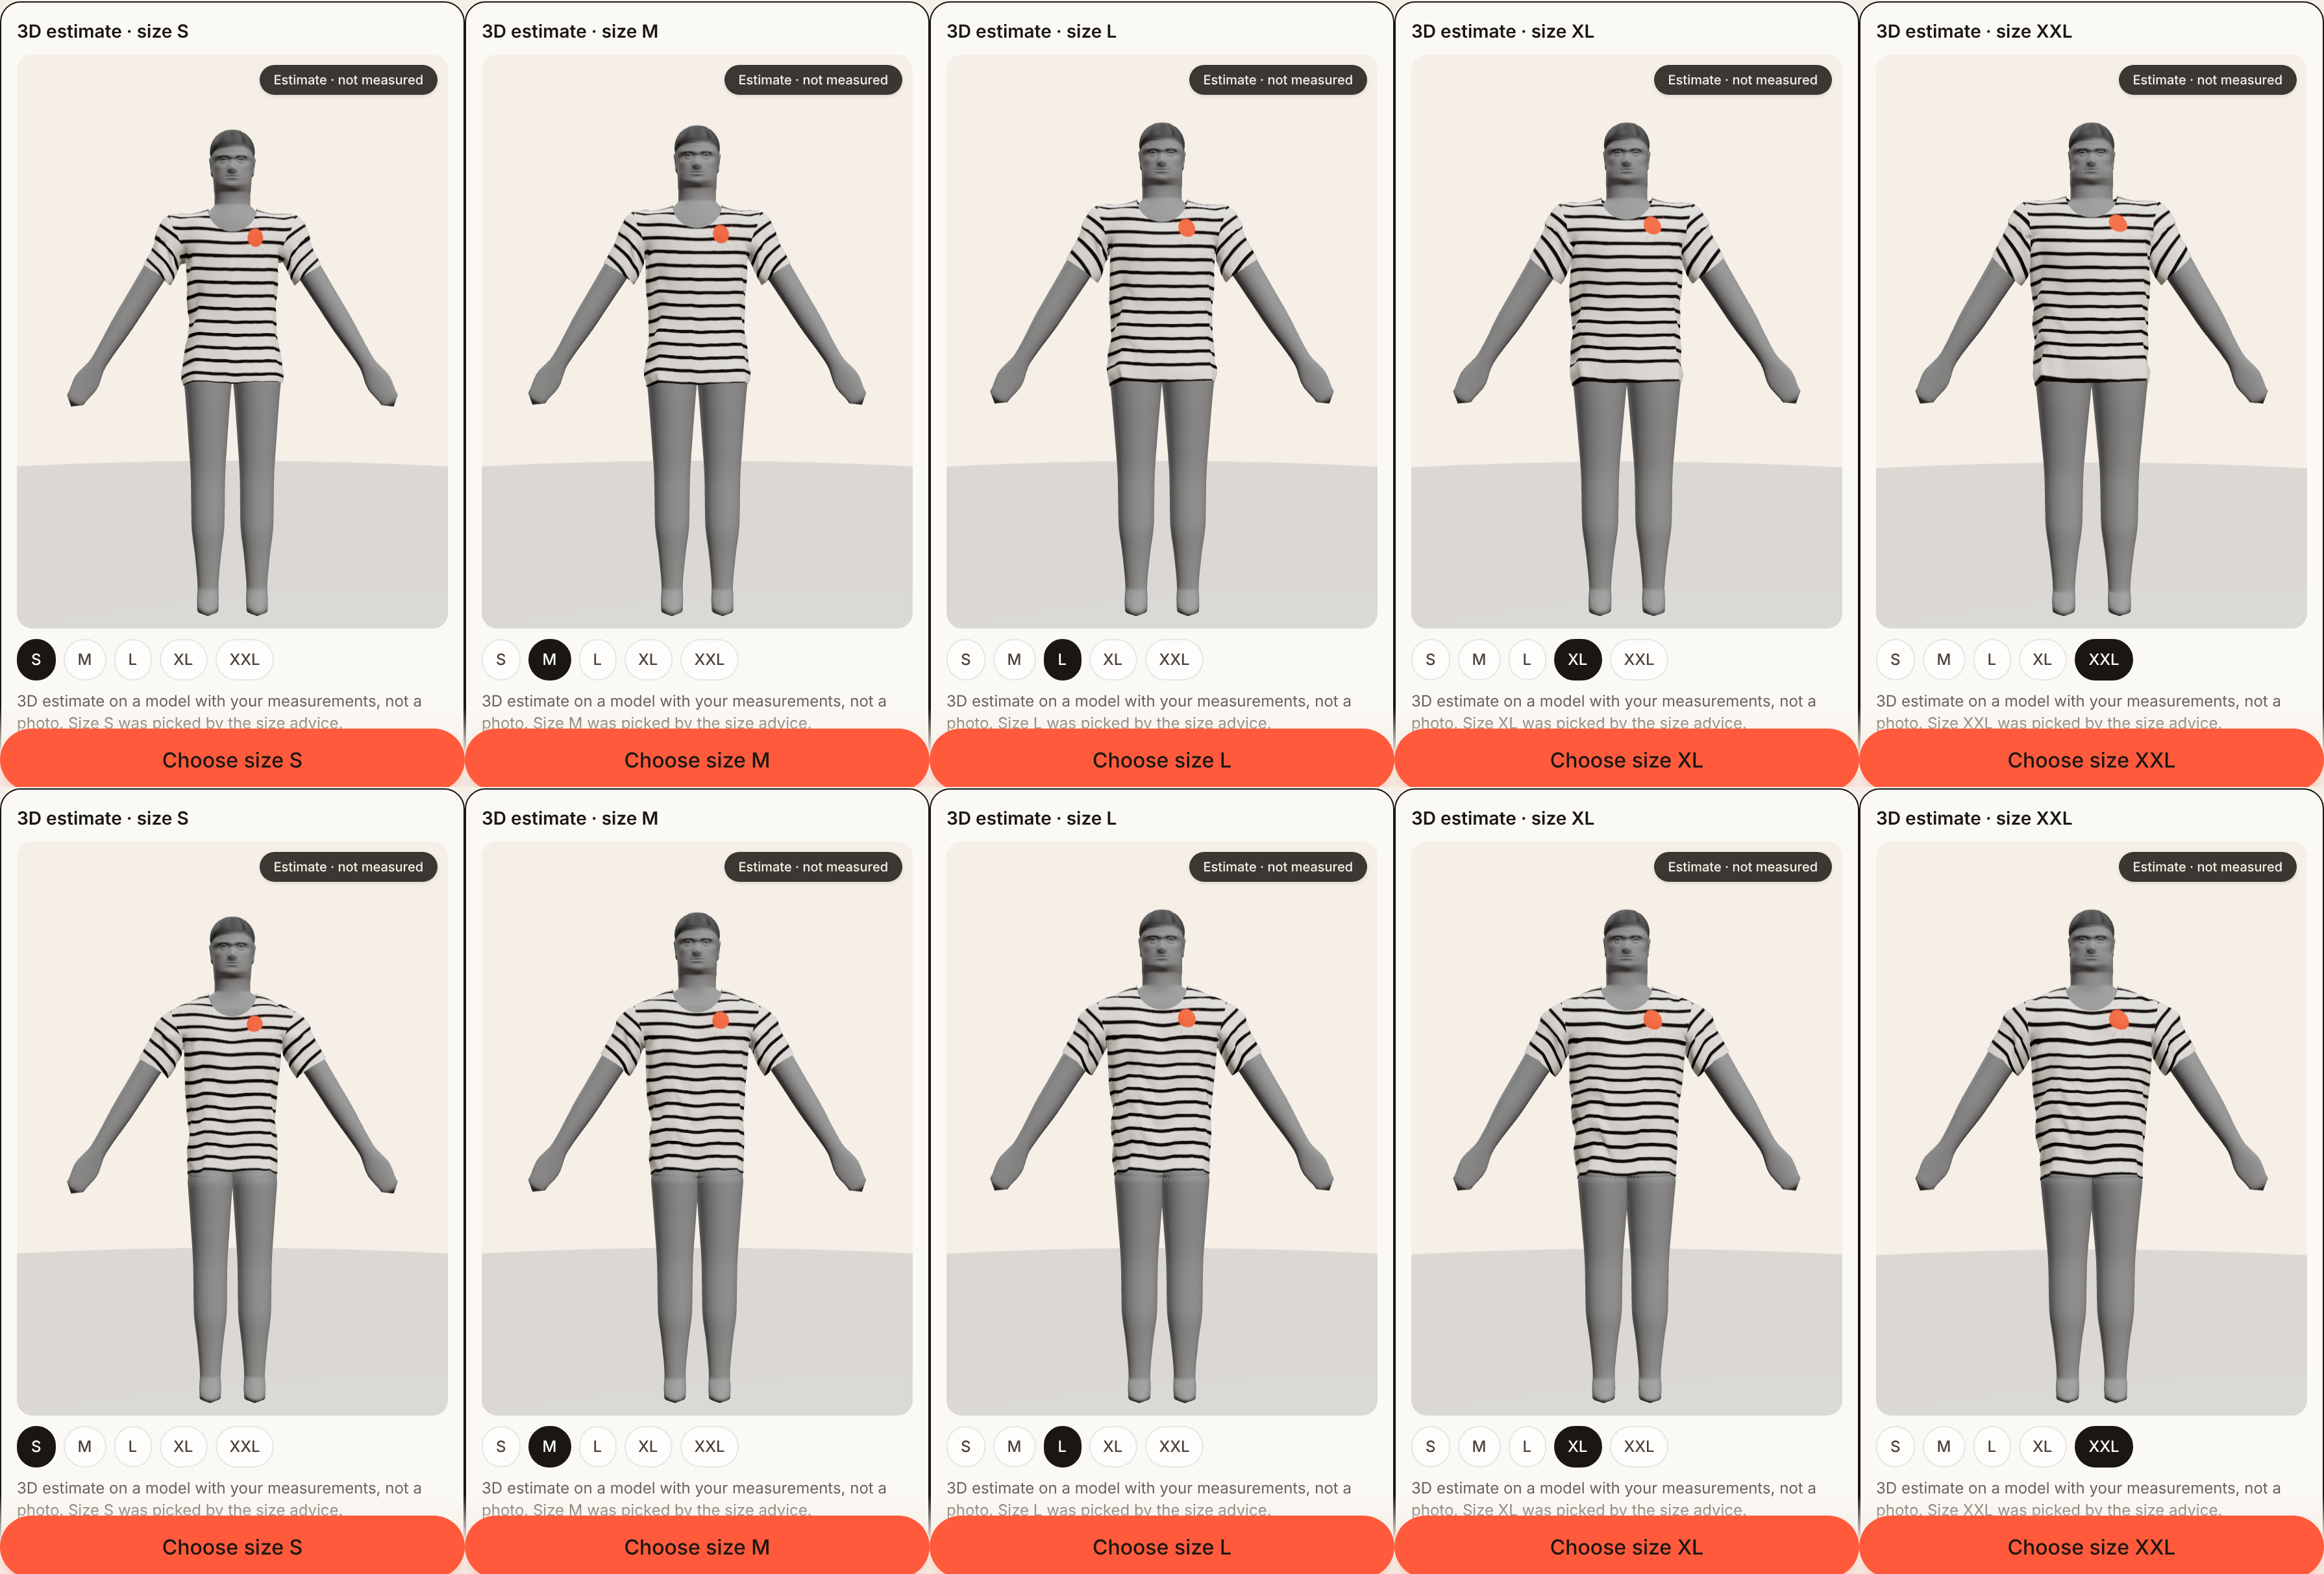 3D estimate · size S
Estimate · not measured
S M L XL XXL
3D estimate on a model with your measurements, not a
photo. Size S was picked by the size advice.
Choose size S
3D estimate · size M
Estimate · not measured
S M L XL XXL
3D estimate on a model with your measurements, not a
photo. Size M was picked by the size advice.
Choose size M
3D estimate · size L
Estimate · not measured
S M L XL XXL
3D estimate on a model with your measurements, not a
photo. Size L was picked by the size advice.
Choose size L
3D estimate · size XL
Estimate · not measured
S M L XL XXL
3D estimate on a model with your measurements, not a
photo. Size XL was picked by the size advice.
Choose size XL
3D estimate · size XXL
Estimate · not measured
S M L XL XXL
3D estimate on a model with your measurements, not a
photo. Size XXL was picked by the size advice.
Choose size XXL
3D estimate · size S
Estimate · not measured
S M L XL XXL
3D estimate on a model with your measurements, not a
photo. Size S was picked by the size advice.
Choose size S
3D estimate · size M
Estimate · not measured
S M L XL XXL
3D estimate on a model with your measurements, not a
photo. Size M was picked by the size advice.
Choose size M
3D estimate · size L
Estimate · not measured
S M L XL XXL
3D estimate on a model with your measurements, not a
photo. Size L was picked by the size advice.
Choose size L
3D estimate · size XL
Estimate · not measured
S M L XL XXL
3D estimate on a model with your measurements, not a
photo. Size XL was picked by the size advice.
Choose size XL
3D estimate · size XXL
Estimate · not measured
S M L XL XXL
3D estimate on a model with your measurements, not a
photo. Size XXL was picked by the size advice.
Choose size XXL